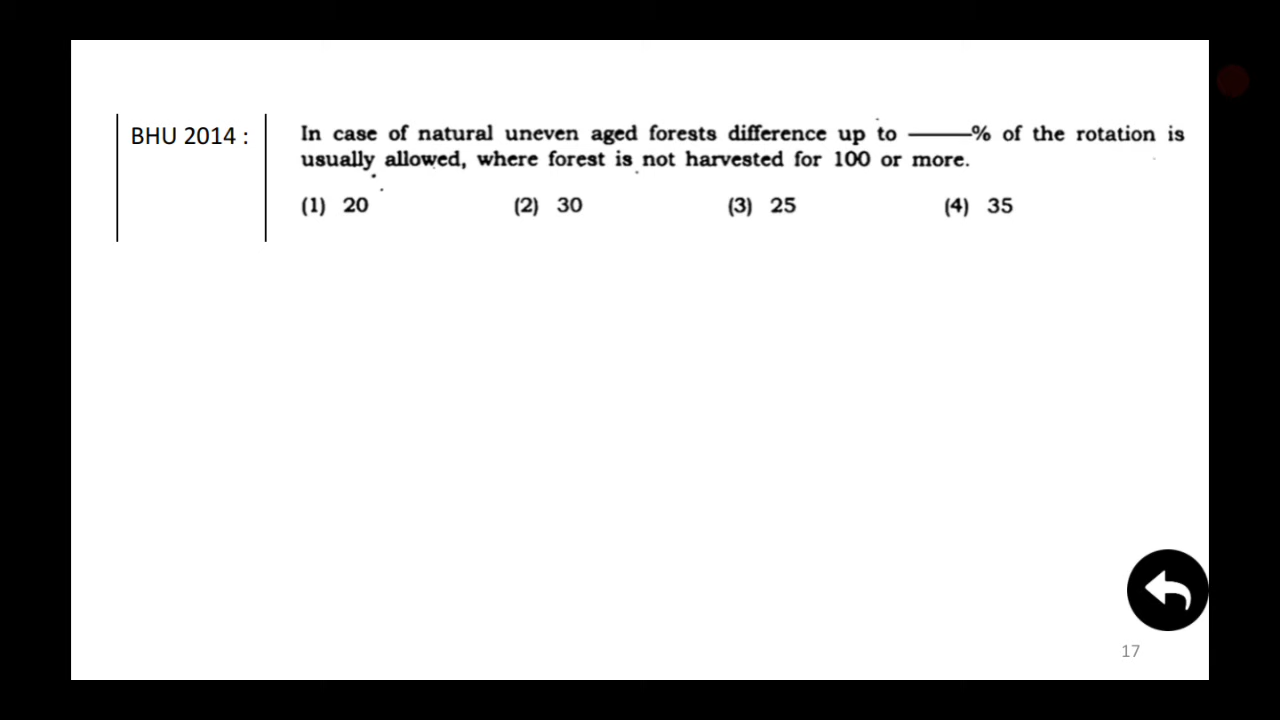 BHU 2014 :
In case of natural uneven aged forests difference up to ———% of the rotation is
usually allowed, where forest is not harvested for 100 or more.
(1) 20 (2) 30 (3) 25 (4) 35
17